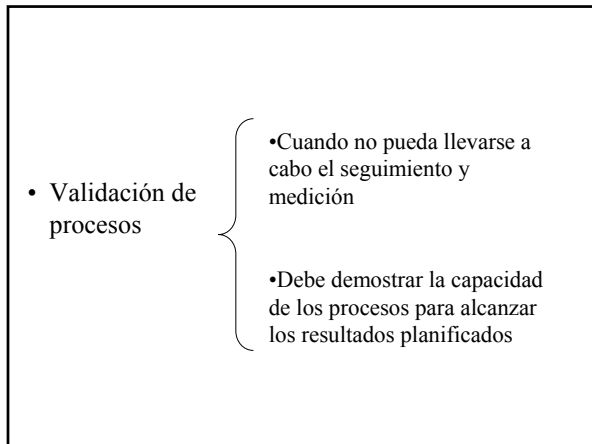 • Validación de
procesos
•Cuando no pueda llevarse a
cabo el seguimiento y
medición
•Debe demostrar la capacidad
de los procesos para alcanzar
los resultados planificados